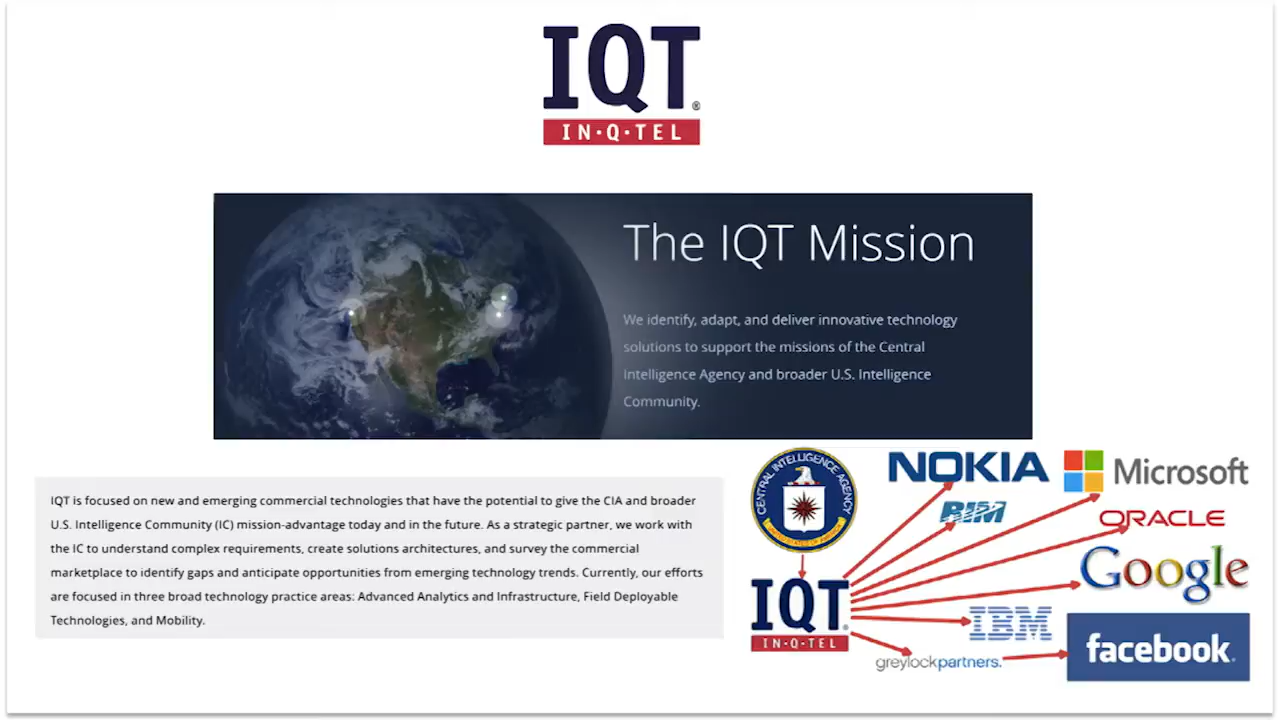 IQT®
IN·Q·TEL
The IQT Mission
We identify, adapt, and deliver innovative technology
solutions to support the missions of the Central
Intelligence Agency and broader U.S. Intelligence
Community.
IQT is focused on new and emerging commercial technologies that have the potential to give the CIA and broader
U.S. Intelligence Community (IC) mission-advantage today and in the future. As a strategic partner, we work with
the IC to understand complex requirements, create solutions architectures, and survey the commercial
marketplace to identify gaps and anticipate opportunities from emerging technology trends. Currently, our efforts
are focused in three broad technology practice areas: Advanced Analytics and Infrastructure, Field Deployable
Technologies, and Mobility.
CENTRAL INTELLIGENCE AGENCY
UNITED STATES OF AMERICA
NOKIA
Microsoft
BIM
ORACLE
Google
IQT
IN·Q·TEL
IBM
greylockpartners.
facebook